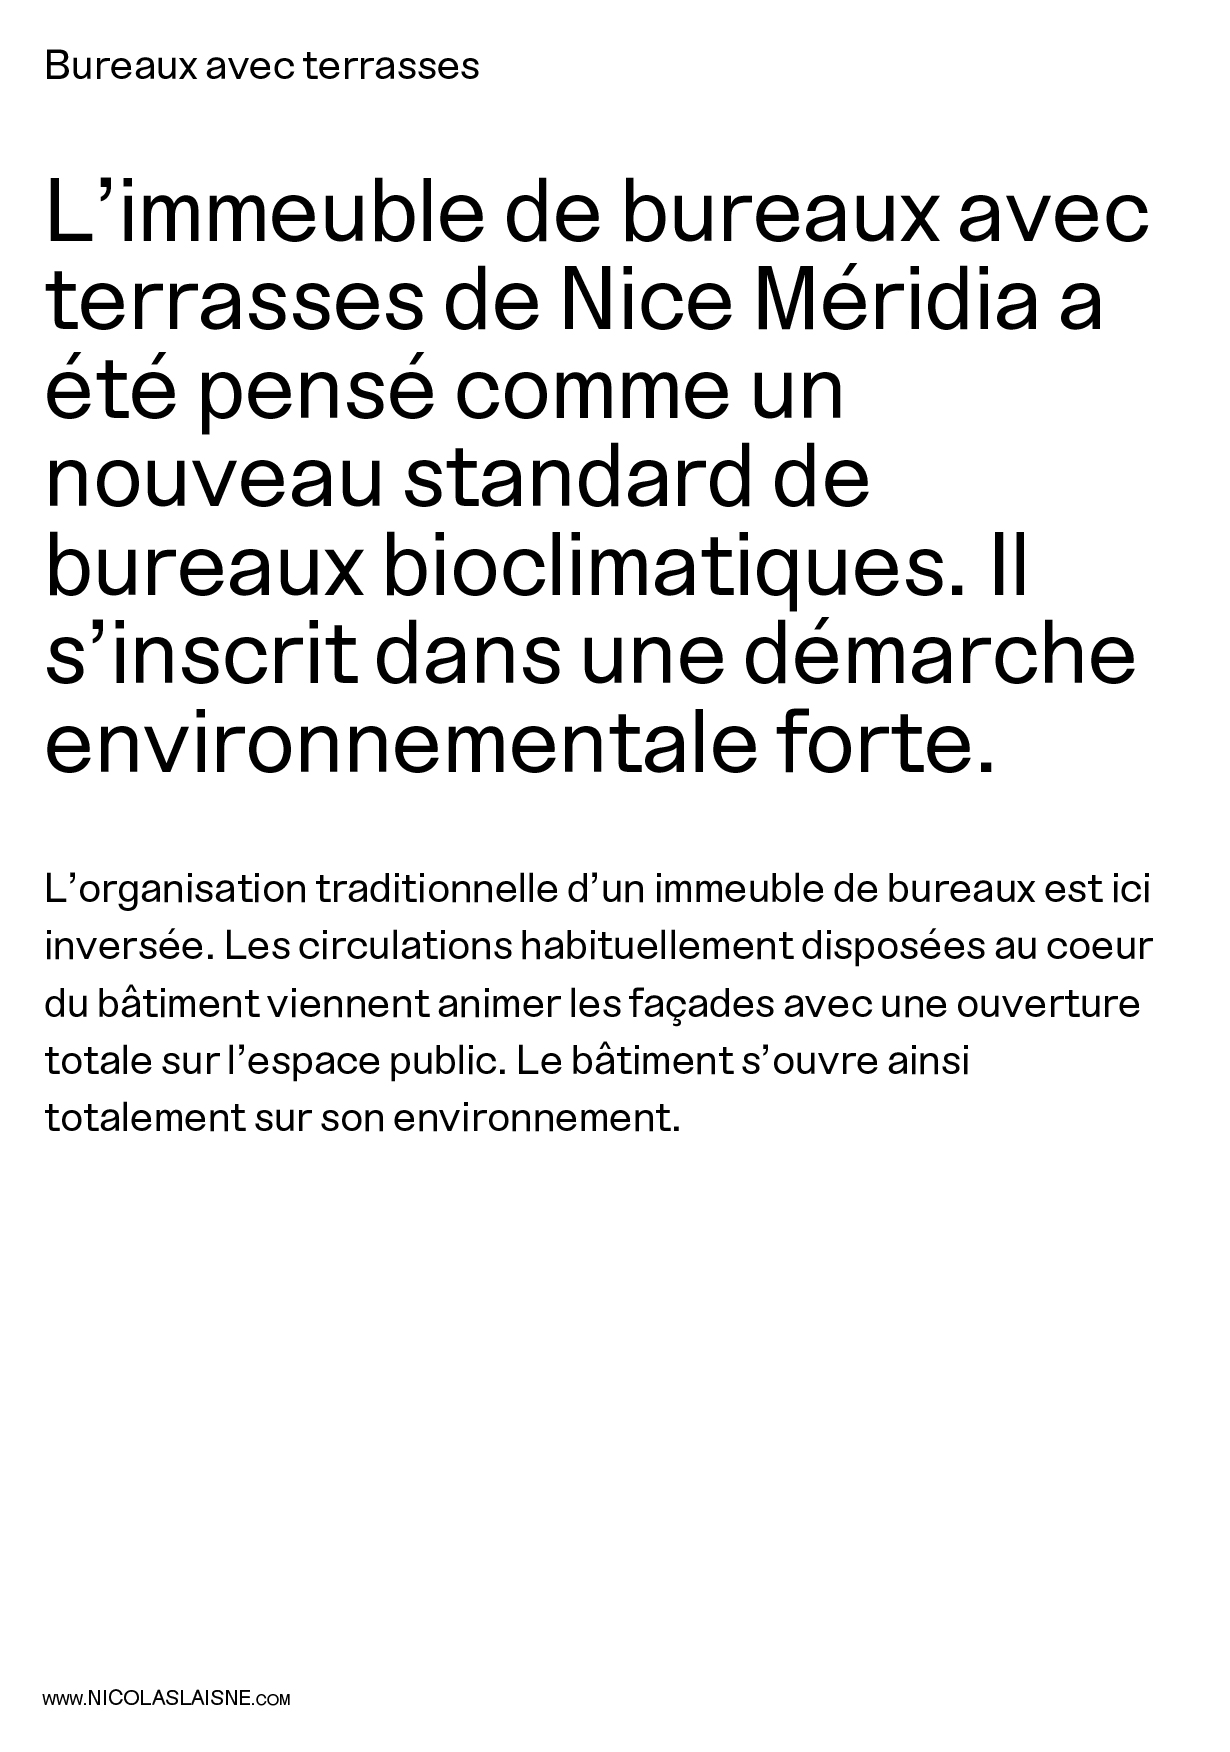 Bureaux avec terrasses
L’immeuble de bureaux avec
terrasses de Nice Méridia a
été pensé comme un
nouveau standard de
bureaux bioclimatiques. Il
s’inscrit dans une démarche
environnementale forte.
L’organisation traditionnelle d’un immeuble de bureaux est ici
inversée. Les circulations habituellement disposées au coeur
du bâtiment viennent animer les façades avec une ouverture
totale sur l’espace public. Le bâtiment s’ouvre ainsi
totalement sur son environnement.
WWW.NICOLASLAISNE.COM